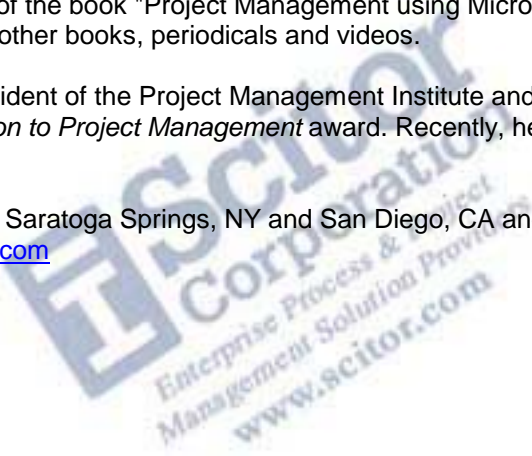 of the book "Project Management using Micro
other books, periodicals and videos.
ident of the Project Management Institute and
on to Project Management award. Recently, he
Saratoga Springs, NY and San Diego, CA an
com
Scitor
Corporation
Enterprise Process & Project
Management Solution Providers
www.scitor.com